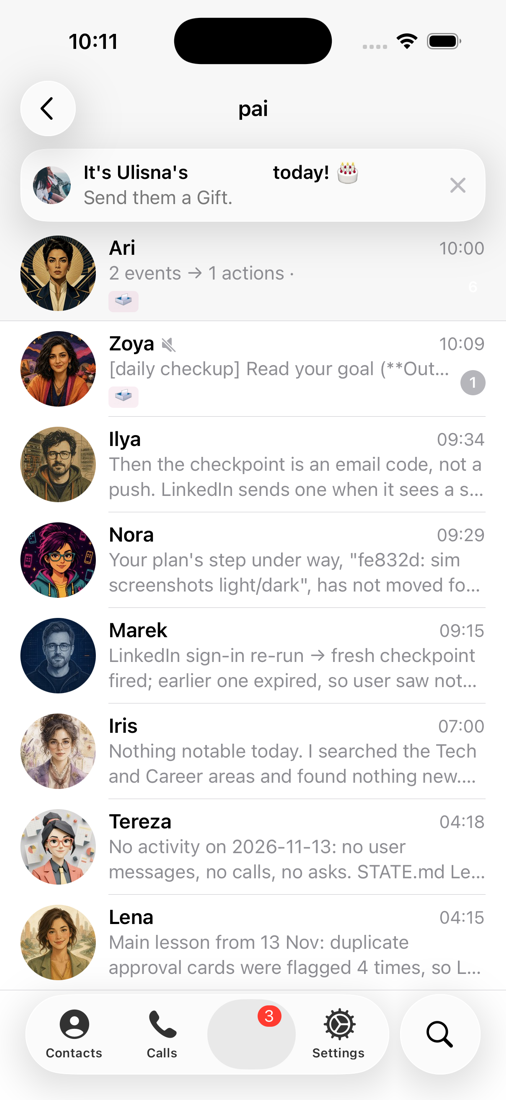 10:11
pai
It's Ulisna's today! 🎂
Send them a Gift.
Ari 10:00
2 events → 1 actions ·
6
Zoya 10:09
[daily checkup] Read your goal (**Out...
1
Ilya 09:34
Then the checkpoint is an email code, not a
push. LinkedIn sends one when it sees a s...
Nora 09:29
Your plan's step under way, "fe832d: sim
screenshots light/dark", has not moved fo...
Marek 09:15
LinkedIn sign-in re-run → fresh checkpoint
fired; earlier one expired, so user saw not...
Iris 07:00
Nothing notable today. I searched the Tech
and Career areas and found nothing new....
Tereza 04:18
No activity on 2026-11-13: no user
messages, no calls, no asks. STATE.md Le...
Lena 04:15
Main lesson from 13 Nov: duplicate
approval cards were flagged 4 times, so L...
3
Contacts Calls Settings